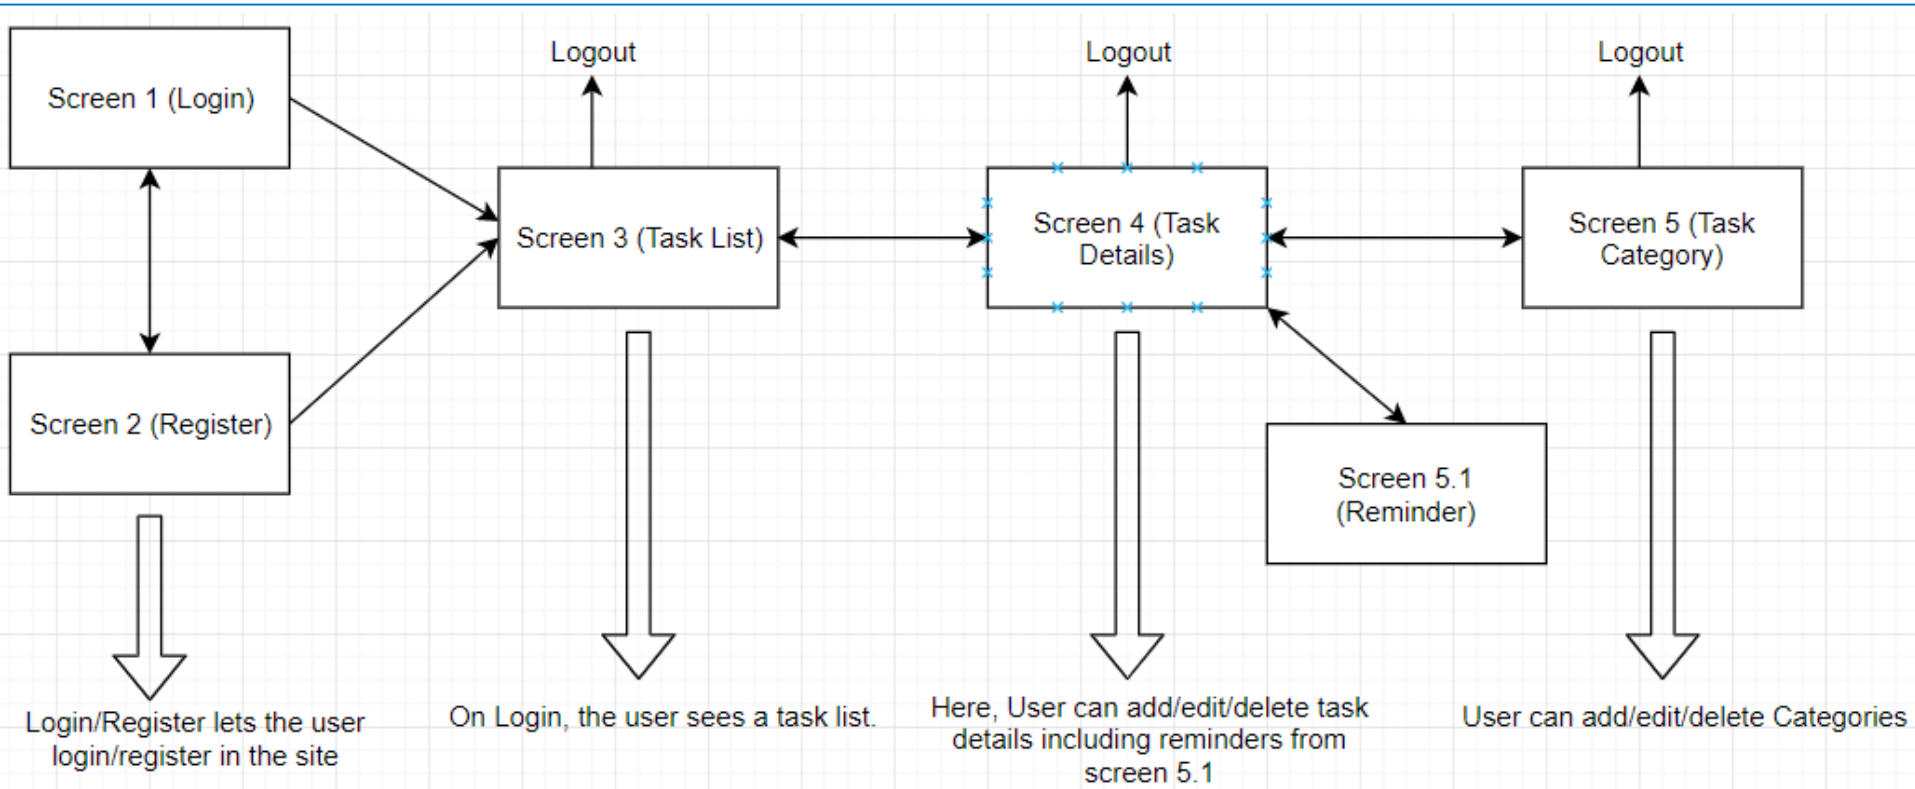 Logout
Logout
Logout
Screen 1 (Login)
Screen 3 (Task List)
Screen 4 (Task
Details)
Screen 5 (Task
Category)
Screen 2 (Register)
Screen 5.1
(Reminder)
Login/Register lets the user
login/register in the site
On Login, the user sees a task list.
Here, User can add/edit/delete task
details including reminders from
screen 5.1
User can add/edit/delete Categories